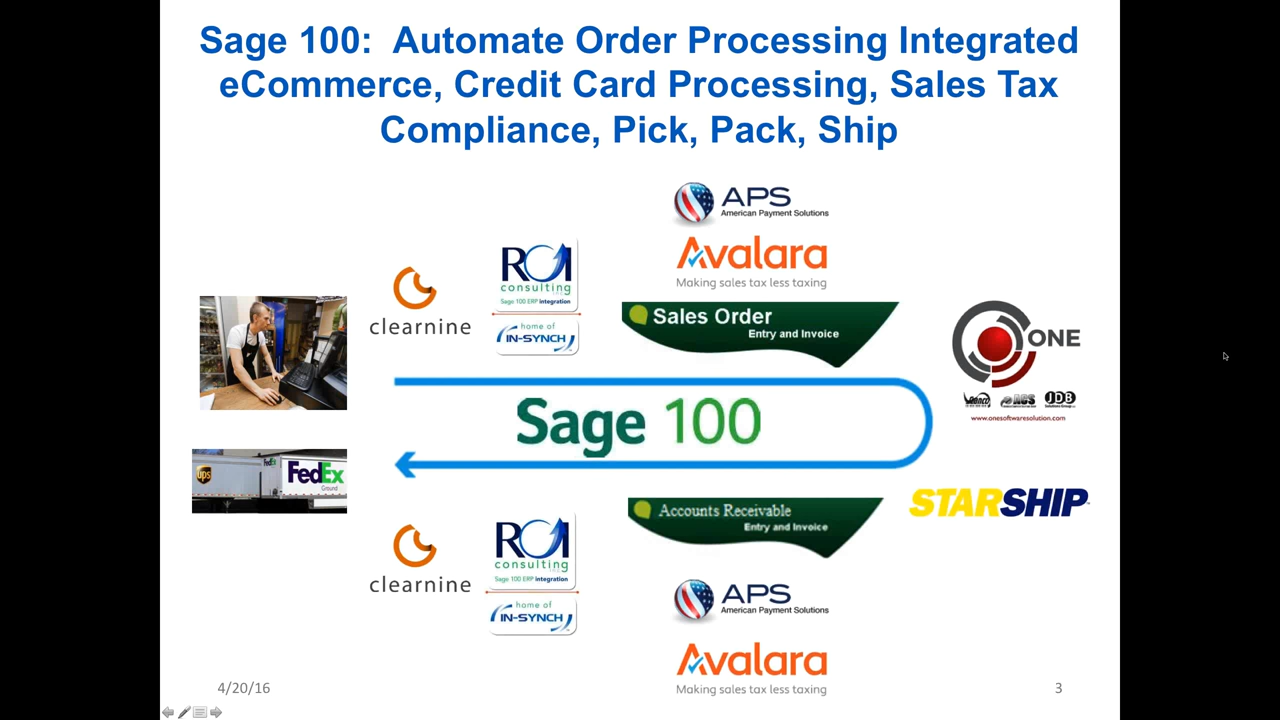 Sage 100:  Automate Order Processing Integrated
eCommerce, Credit Card Processing, Sales Tax
Compliance, Pick, Pack, Ship
APS
American Payment Solutions
Avalara
Making sales tax less taxing
clearnine
ROI
consulting
Sage 100 ERP integration
home of
IN-SYNCH
Sales Order
Entry and Invoice
ONE
JDB
www.onesoftwaresolution.com
Sage 100
ups
FedEx
FedEx
Ground
STARSHIP
Accounts Receivable
Entry and Invoice
clearnine
ROI
consulting
Sage 100 ERP integration
home of
IN-SYNCH
APS
American Payment Solutions
Avalara
Making sales tax less taxing
4/20/16
3